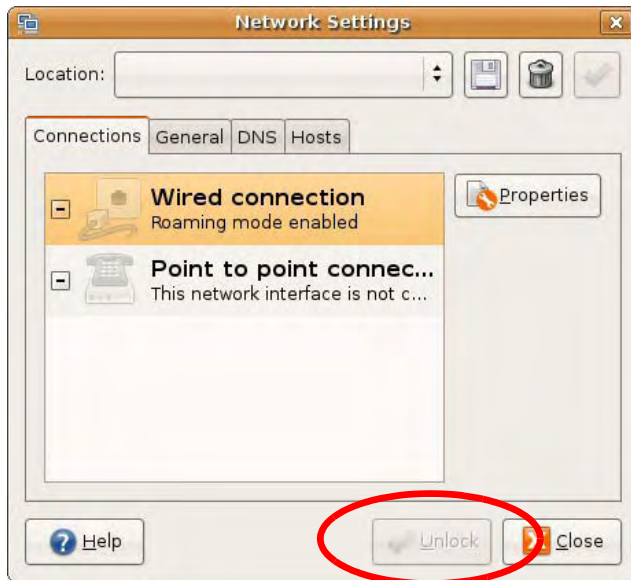 Network Settings
Location:
Connections General DNS Hosts
Wired connection
Roaming mode enabled
Properties
Point to point connec...
This network interface is not c...
Help
Unlock
Close